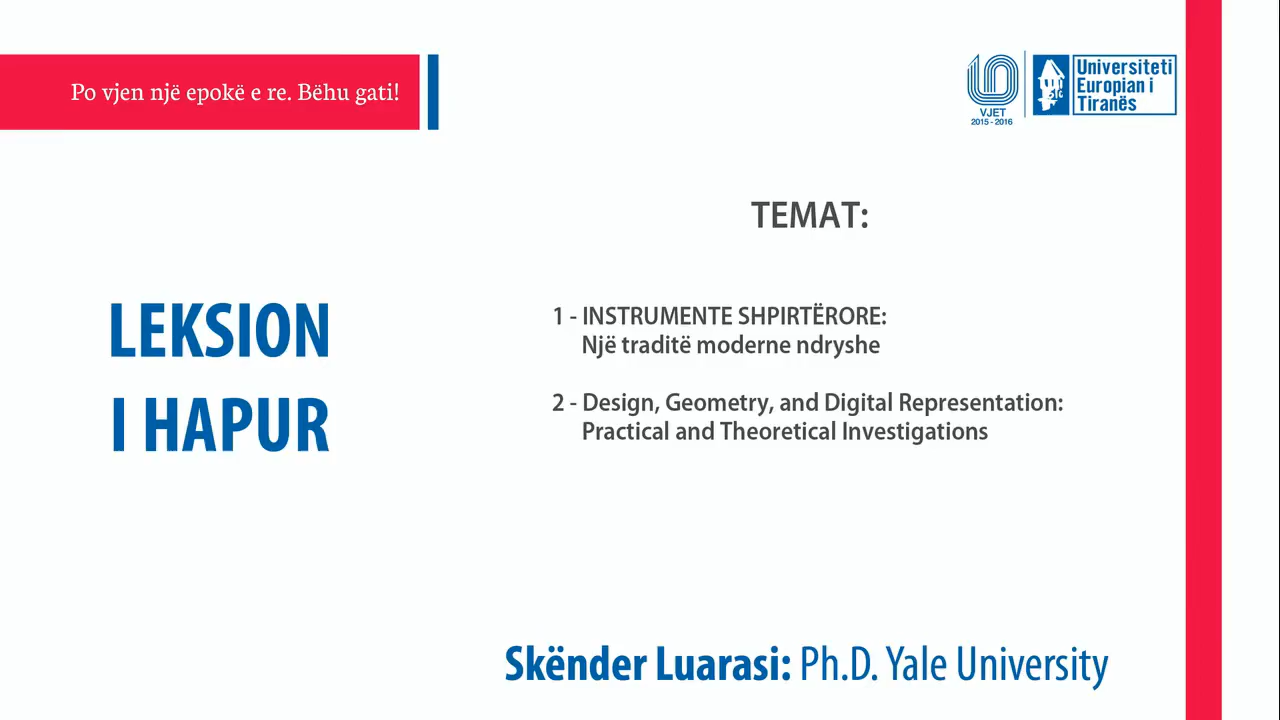 Po vjen një epokë e re. Bëhu gati!
10
VJET
2015 - 2016
Universiteti
Europian i
Tiranës
TEMAT:
LEKSION
I HAPUR
1 - INSTRUMENTE SHPIRTËRORE:
Një traditë moderne ndryshe
2 - Design, Geometry, and Digital Representation:
Practical and Theoretical Investigations
Skënder Luarasi: Ph.D. Yale University